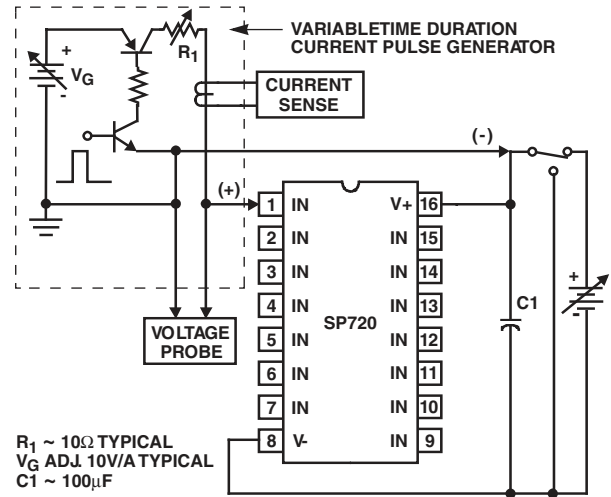 VARIABLETIME DURATION
CURRENT PULSE GENERATOR
+
VG
-
R1
CURRENT
SENSE
(-)
(+)
1 IN V+ 16
2 IN IN 15
3 IN IN 14
4 IN IN 13
5 IN IN 12
6 IN IN 11
7 IN IN 10
8 V- IN 9
SP720
C1
+
-
VOLTAGE
PROBE
R1 ~ 10Ω TYPICAL
VG ADJ. 10V/A TYPICAL
C1 ~ 100µF